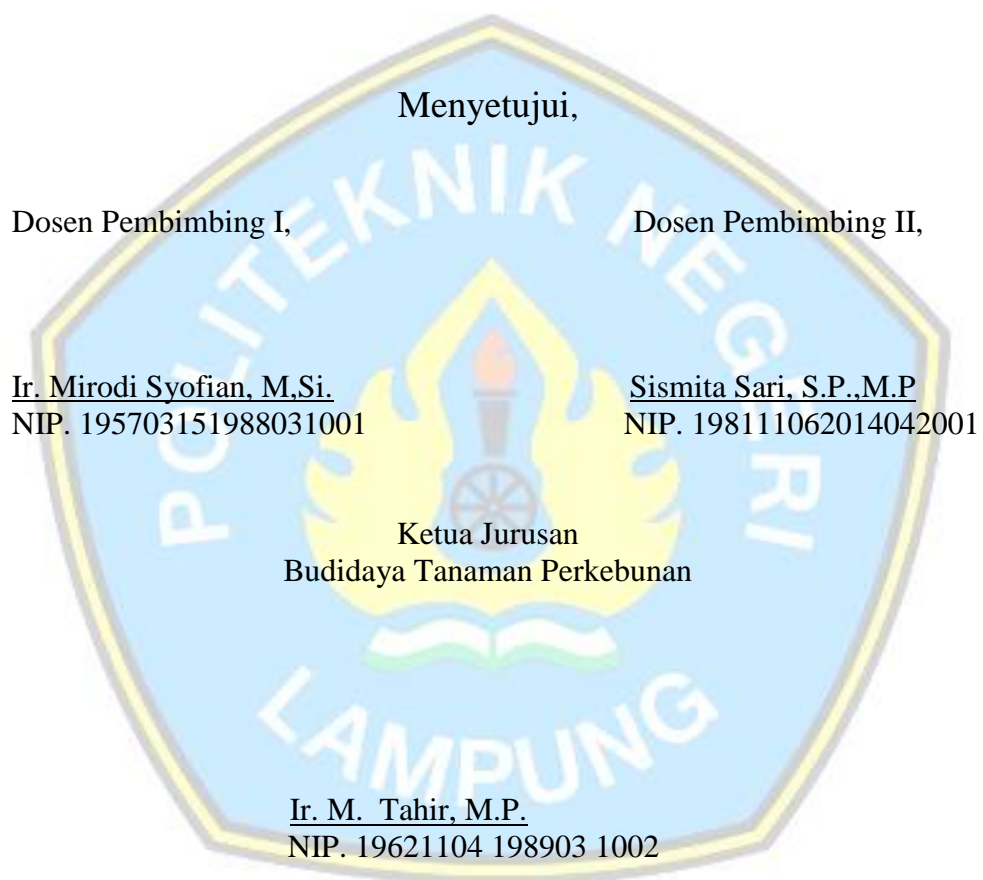 Menyetujui,
Dosen Pembimbing I, Dosen Pembimbing II,
Ir. Mirodi Syofian, M,Si. Sismita Sari, S.P.,M.P
NIP. 195703151988031001 NIP. 198111062014042001
Ketua Jurusan
Budidaya Tanaman Perkebunan
Ir. M. Tahir, M.P.
NIP. 19621104 198903 1002
POLITEKNIK NEGERI
LAMPUNG